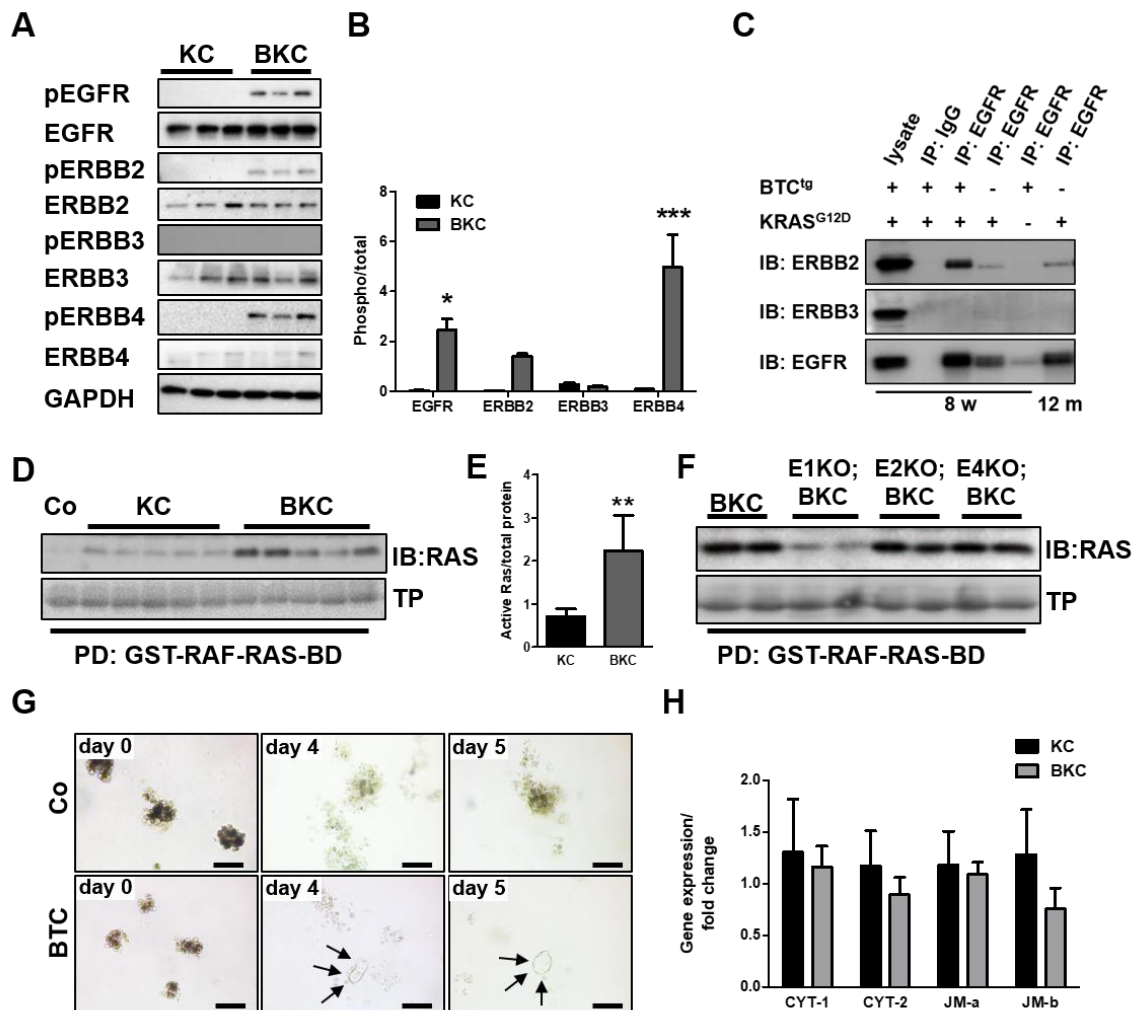 A
KC BKC
pEGFR
EGFR
pERBB2
ERBB2
pERBB3
ERBB3
pERBB4
ERBB4
GAPDH
B
KC
BKC
Phospho/total
8
6
4
2
0
*
***
EGFR ERBB2 ERBB3 ERBB4
C
lysate
IP: IgG
IP: EGFR
IP: EGFR
IP: EGFR
IP: EGFR
BTCtg + + + - + -
KRASG12D + + + + - +
IB: ERBB2
IB: ERBB3
IB: EGFR
8 w 12 m
D
Co KC BKC
IB:RAS
TP
PD: GST-RAF-RAS-BD
E
Active Ras/total protein
4
3
2
1
0
**
KC BKC
F
BKC E1KO; BKC E2KO; BKC E4KO; BKC
IB:RAS
TP
PD: GST-RAF-RAS-BD
G
Co
day 0 day 4 day 5
BTC
day 0 day 4 day 5
H
KC
BKC
Gene expression/
fold change
2.0
1.5
1.0
0.5
0.0
CYT-1 CYT-2 JM-a JM-b